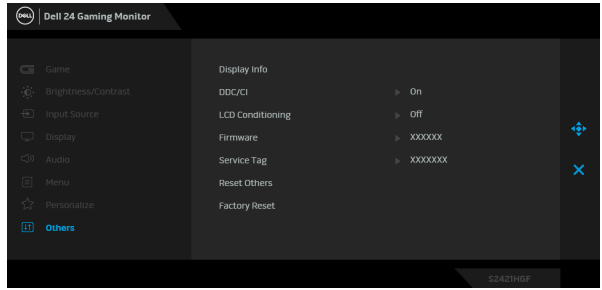 DELL Dell 24 Gaming Monitor
Game
Brightness/Contrast
Input Source
Display
Audio
Menu
Personalize
Others
Display Info
DDC/CI On
LCD Conditioning Off
Firmware XXXXXX
Service Tag XXXXXXX
Reset Others
Factory Reset
S2421HGF